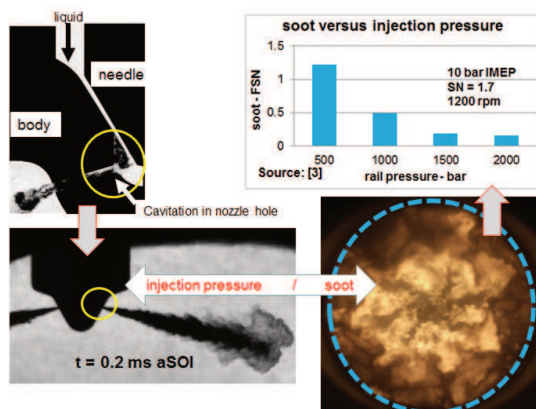 liquid
needle
body
Cavitation in nozzle hole
soot versus injection pressure
soot - FSN
1.5
1
0.5
0
10 bar IMEP
SN = 1.7
1200 rpm
500 1000 1500 2000
Source: [3]
rail pressure - bar
injection pressure / soot
t = 0.2 ms aSOI